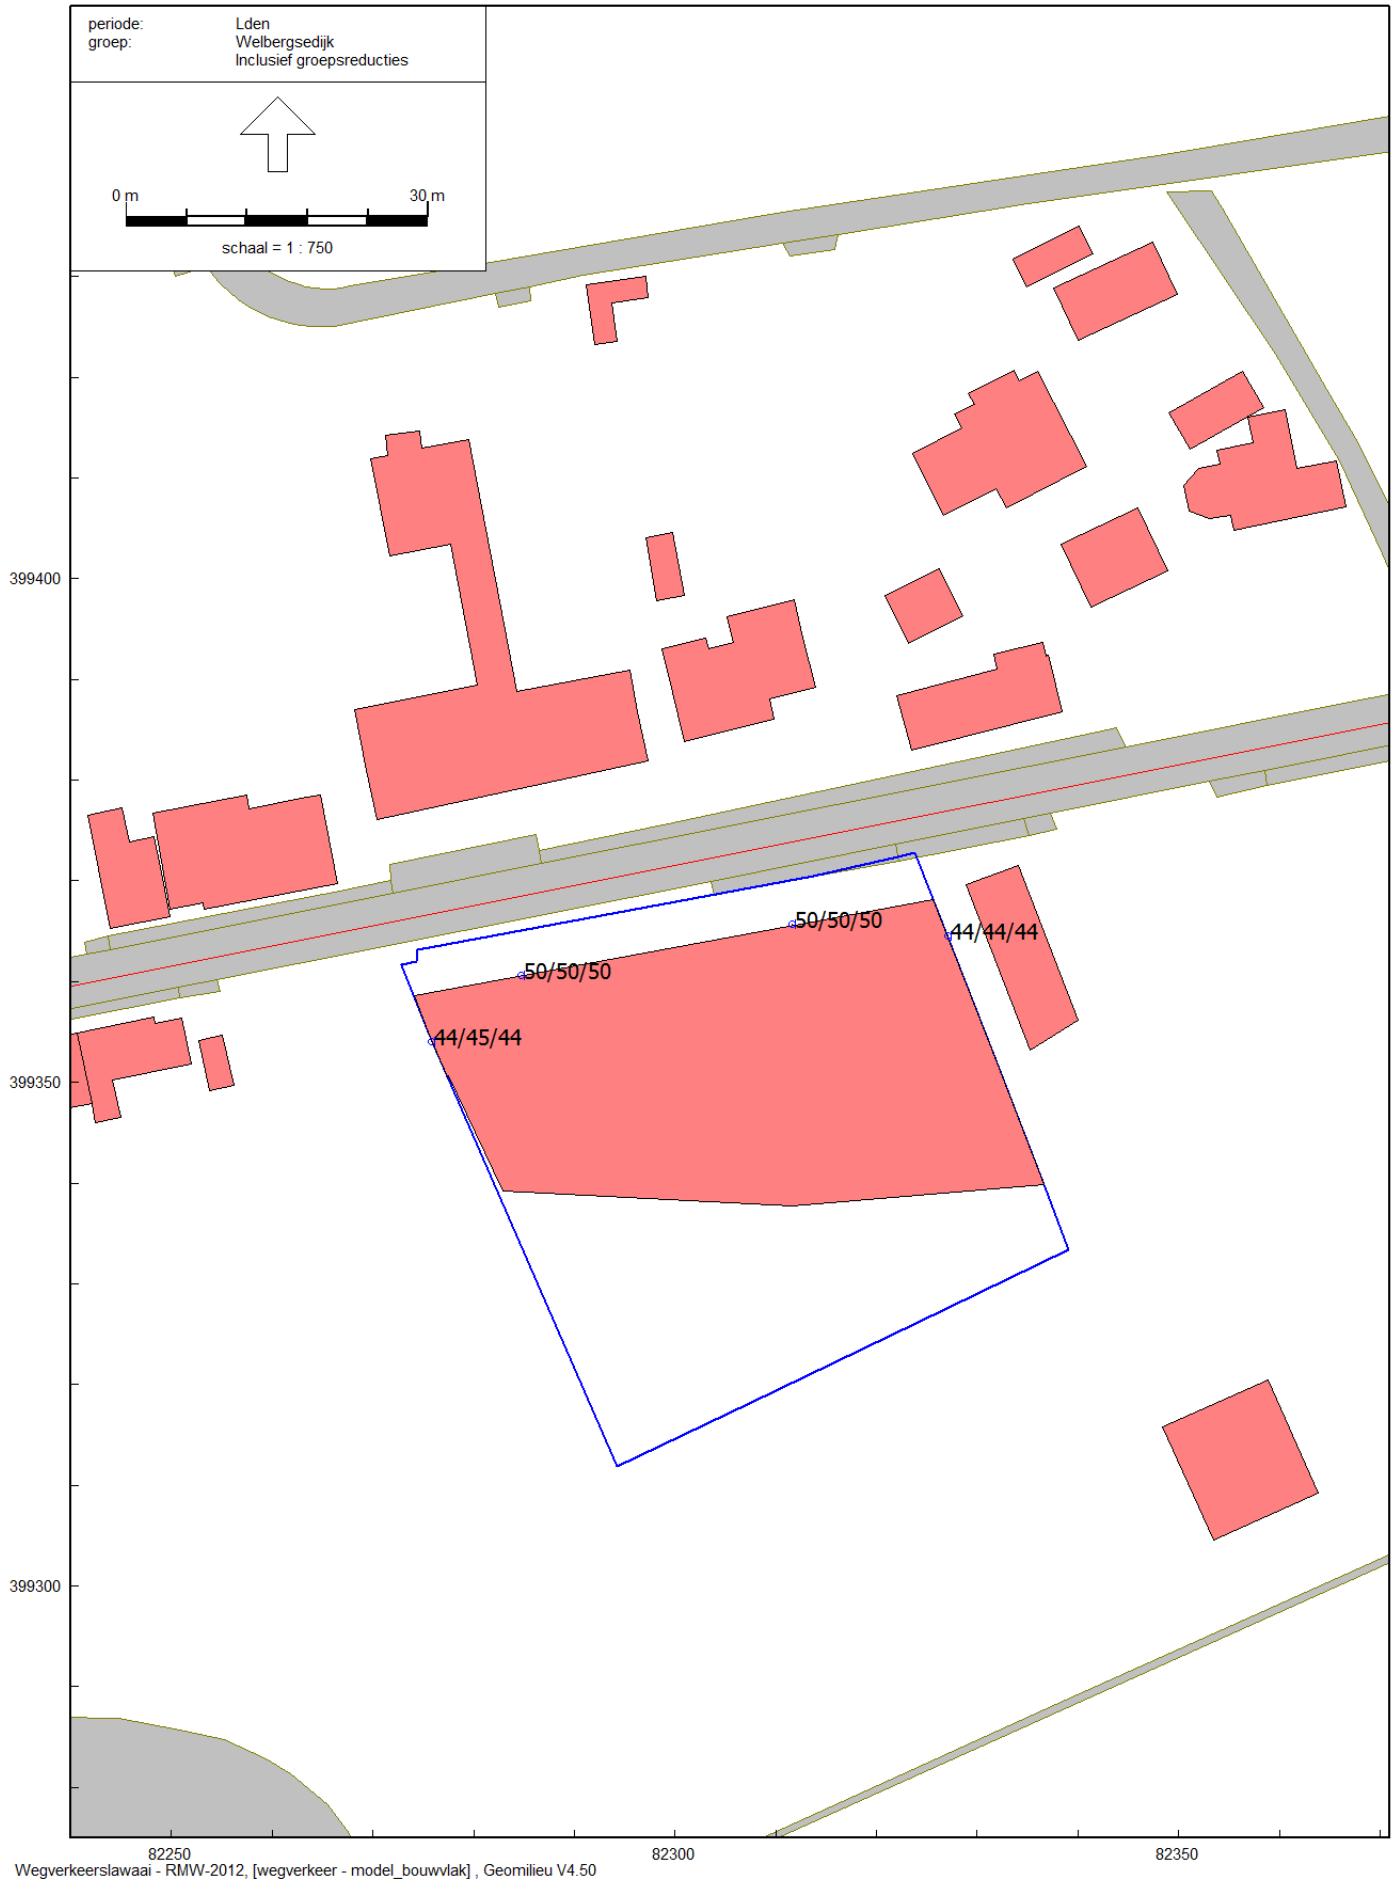 periode: Lden
groep: Welbergsedijk
Inclusief groepsreducties
0 m 30 m
schaal = 1 : 750
399400
50/50/50
44/44/44
50/50/50
44/45/44
399350
399300
82250 82300 82350
Wegverkeerslawaai - RMW-2012, [wegverkeer - model_bouwvlak] , Geomilieu V4.50